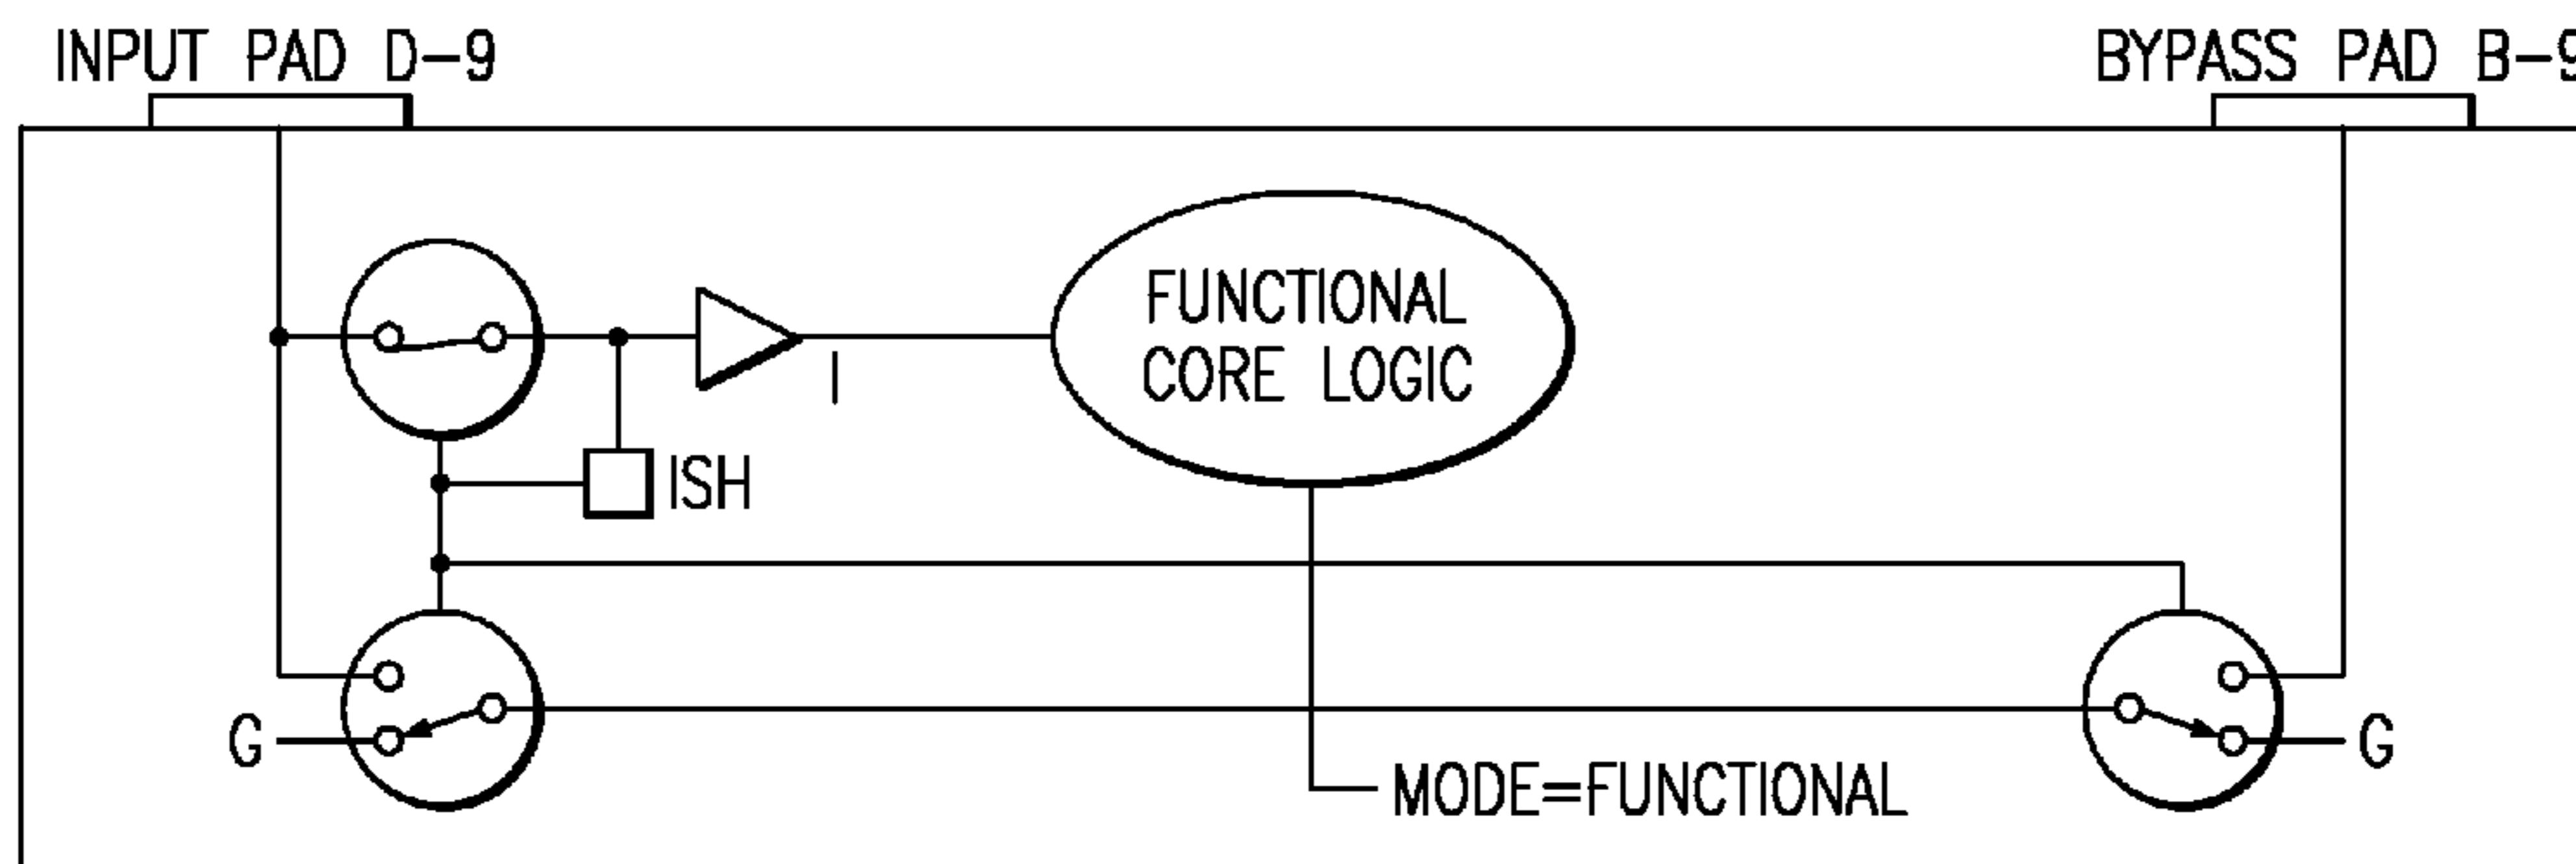 INPUT PAD D-9
BYPASS PAD B-9
FUNCTIONAL
CORE LOGIC
I
ISH
G
G
MODE=FUNCTIONAL